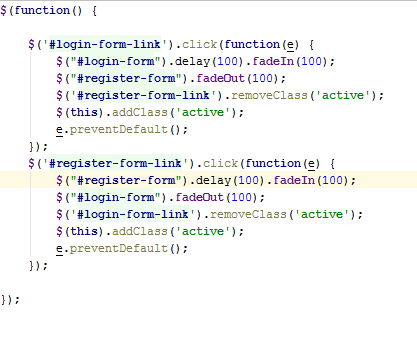 $(function() {
$('#login-form-link').click(function(e) {
$("#login-form").delay(100).fadeIn(100);
$("#register-form").fadeOut(100);
$('#register-form-link').removeClass('active');
$(this).addClass('active');
e.preventDefault();
});
$('#register-form-link').click(function(e) {
$("#register-form").delay(100).fadeIn(100);
$("#login-form").fadeOut(100);
$('#login-form-link').removeClass('active');
$(this).addClass('active');
e.preventDefault();
});
});